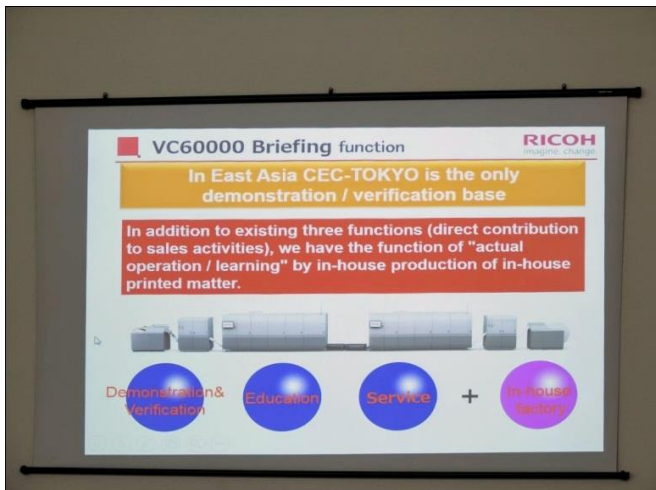 VC60000 Briefing function
RICOH
imagine. change.
In East Asia CEC-TOKYO is the only
demonstration / verification base
In addition to existing three functions (direct contribution
to sales activities), we have the function of "actual
operation / learning" by in-house production of in-house
printed matter.
Demonstration&
Verification
Education
Service
+
In-house
factory